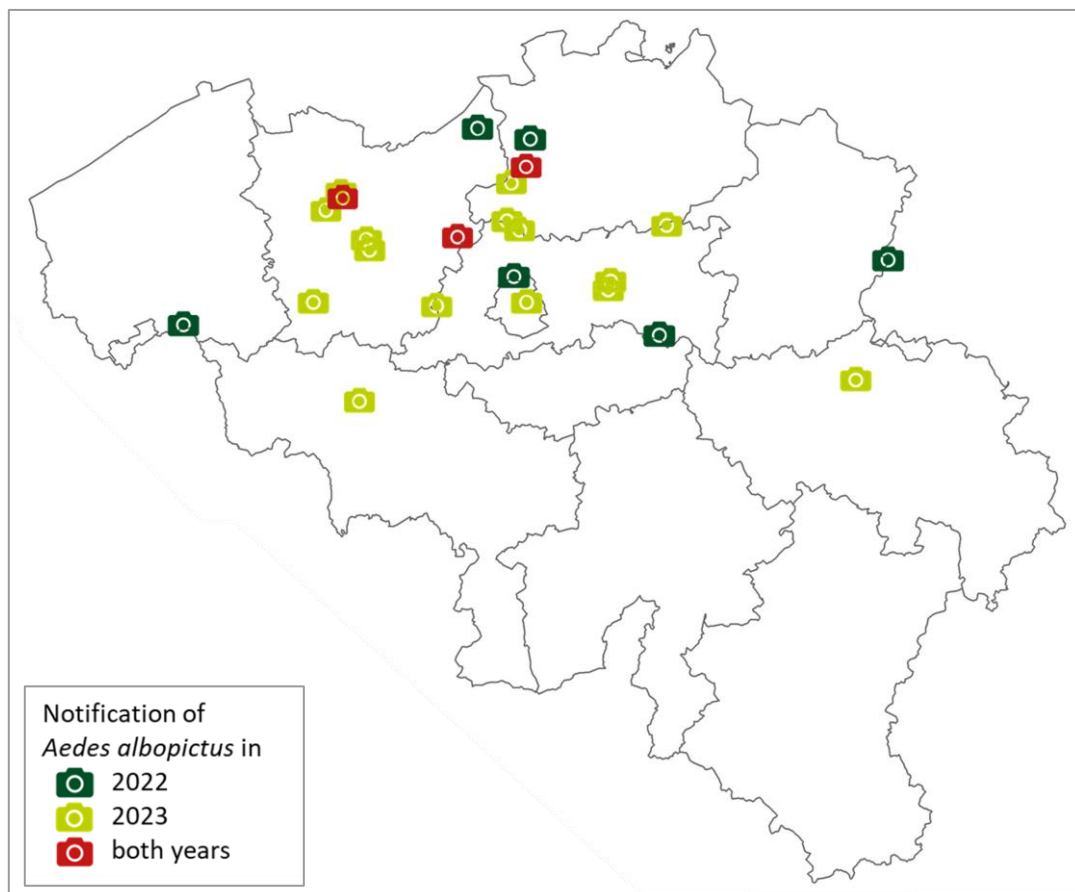 Notification of
Aedes albopictus in
2022
2023
both years